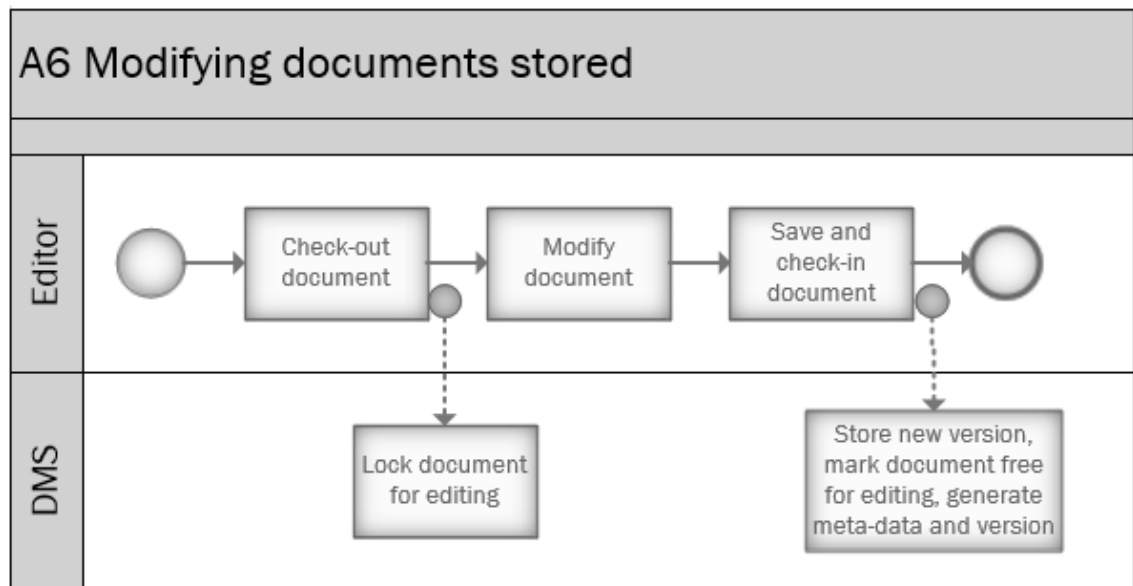 A6 Modifying documents stored
Editor
Check-out
document
Modify
document
Save and
check-in
document
DMS
Lock document
for editing
Store new version,
mark document free
for editing, generate
meta-data and version